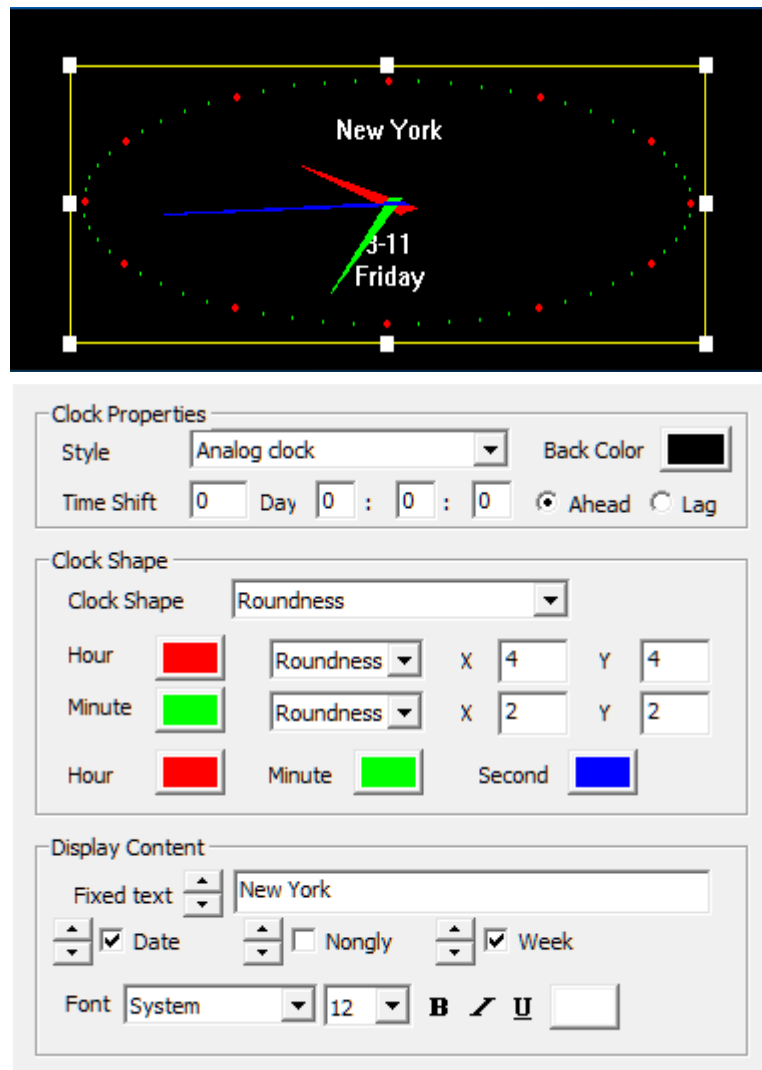 New York
3-11
Friday
Clock Properties
Style Analog clock Back Color
Time Shift 0 Day 0 : 0 : 0 Ahead Lag
Clock Shape
Clock Shape Roundness
Hour Roundness X 4 Y 4
Minute Roundness X 2 Y 2
Hour Minute Second
Display Content
Fixed text New York
Date Nongly Week
Font System 12 B I U